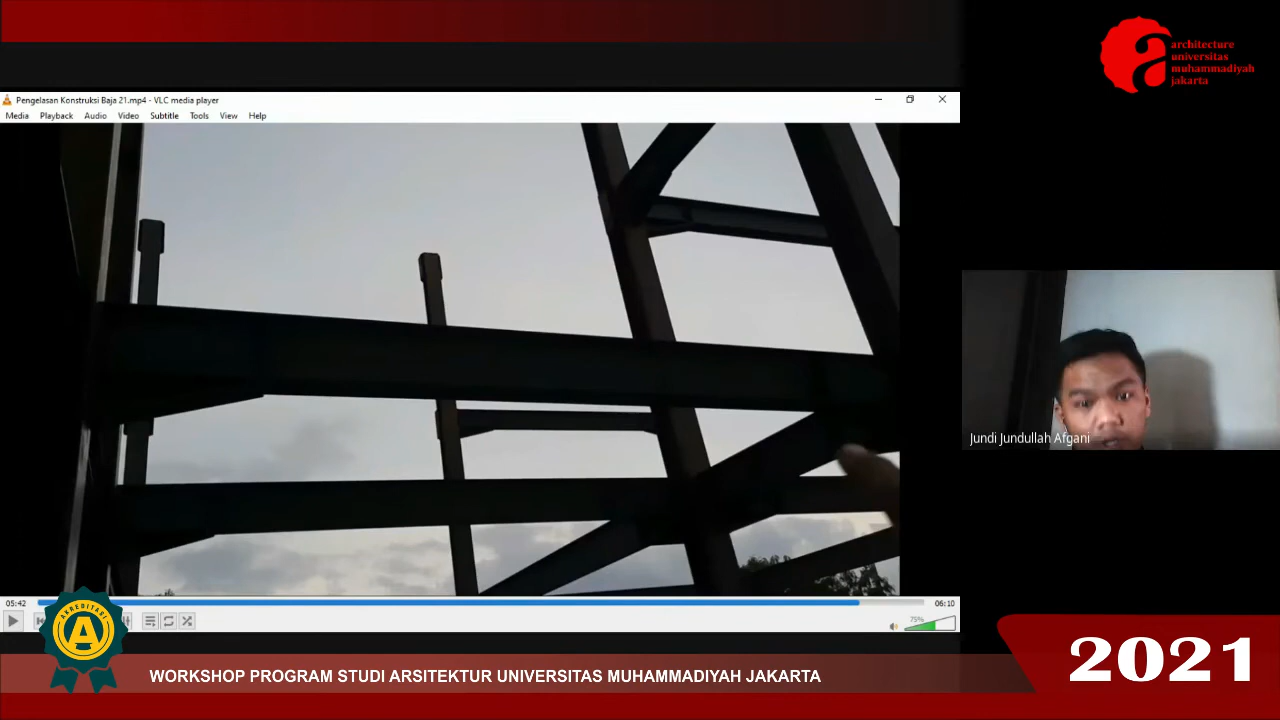 architecture
universitas
muhammadiyah
jakarta
Pengelasan Konstruksi Baja 21.mp4 - VLC media player
Media Playback Audio Video Subtitle Tools View Help
Jundi Jundullah Afgani
05:42
06:10
75%
AKREDITASI
A
2021
WORKSHOP PROGRAM STUDI ARSITEKTUR UNIVERSITAS MUHAMMADIYAH JAKARTA